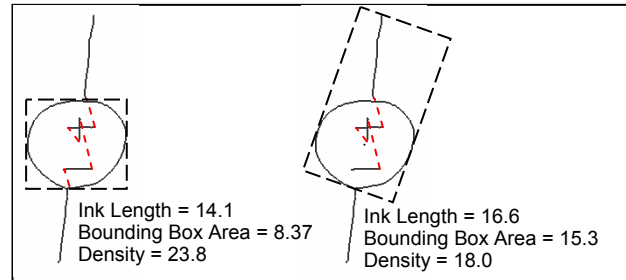 Ink Length = 14.1
Bounding Box Area = 8.37
Density = 23.8
Ink Length = 16.6
Bounding Box Area = 15.3
Density = 18.0